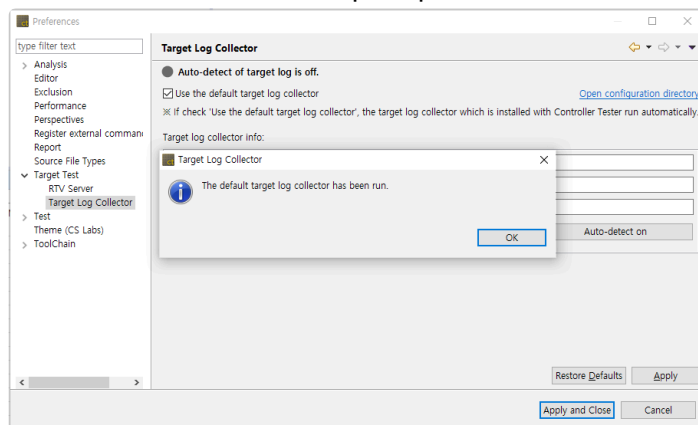 Preferences
type filter text
Analysis
Editor
Exclusion
Performance
Perspectives
Register external comman
Report
Source File Types
Target Test
RTV Server
Target Log Collector
Test
Theme (CS Labs)
ToolChain
Target Log Collector
Auto-detect of target log is off.
Use the default target log collector
Open configuration directory
※ If check 'Use the default target log collector', the target log collector which is installed with Controller Tester run automatically.
Target log collector info:
Target Log Collector
The default target log collector has been run.
OK
Auto-detect on
Restore Defaults
Apply
Apply and Close
Cancel